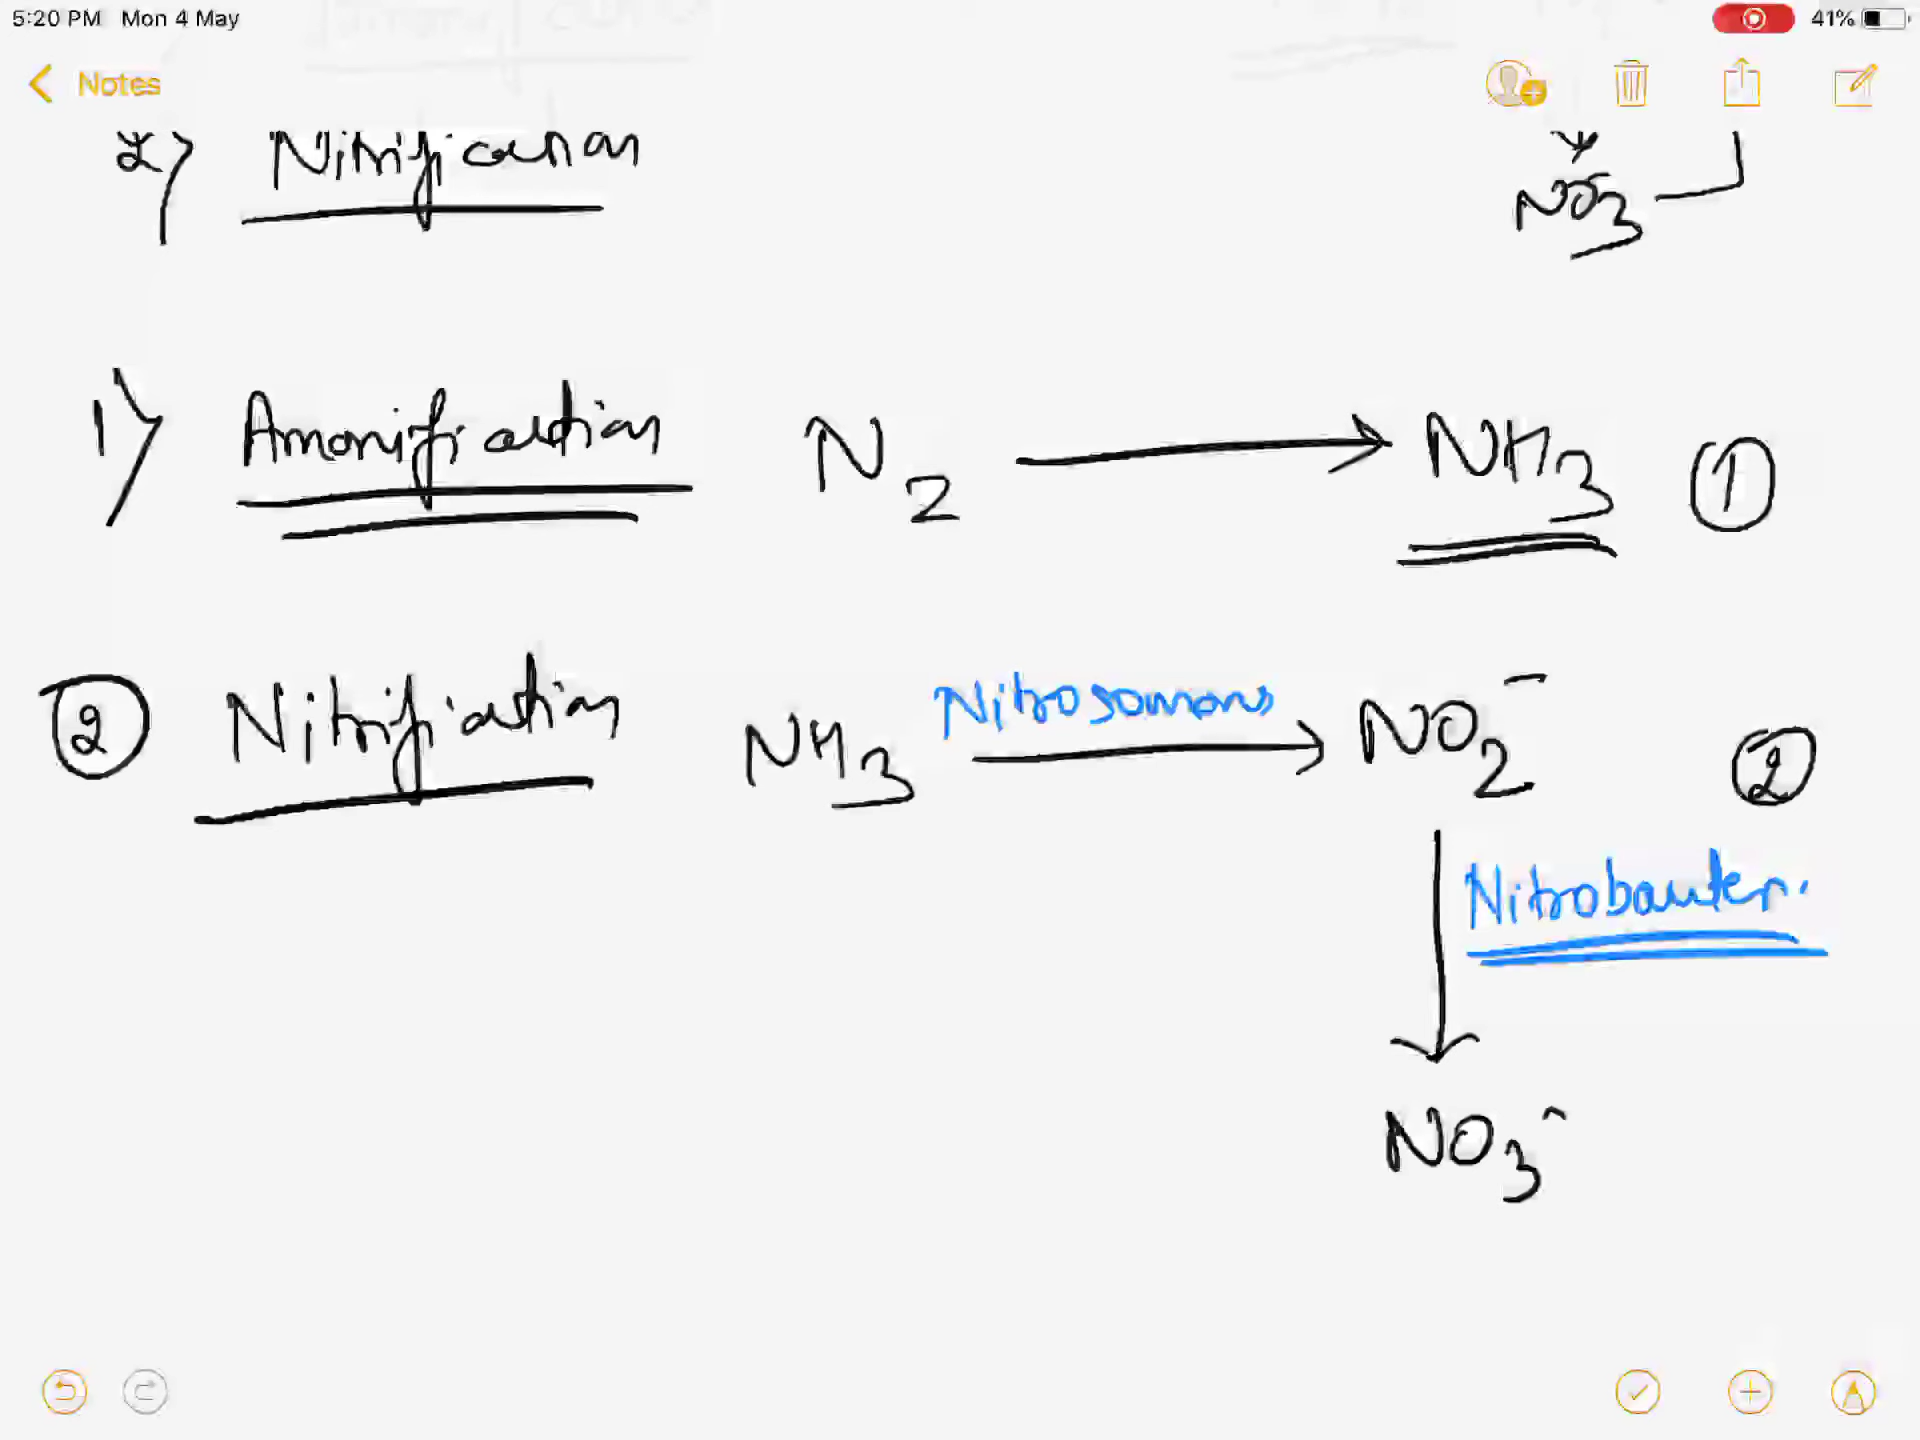 5:20 PM Mon 4 May 41%
Notes
2) Nitrification
NO3-
1) Amonification N2 → NH3 ①
② Nitrification NH3 Nitrosomons → NO2- ②
Nitrobacter.
NO3-